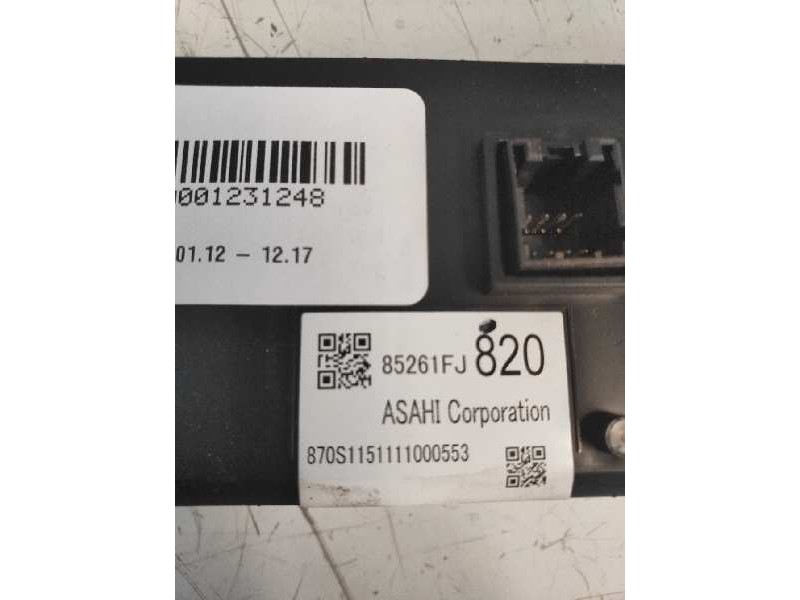 001231248
01.12 - 12.17
85261FJ 820
ASAHI Corporation
870S1151111000553